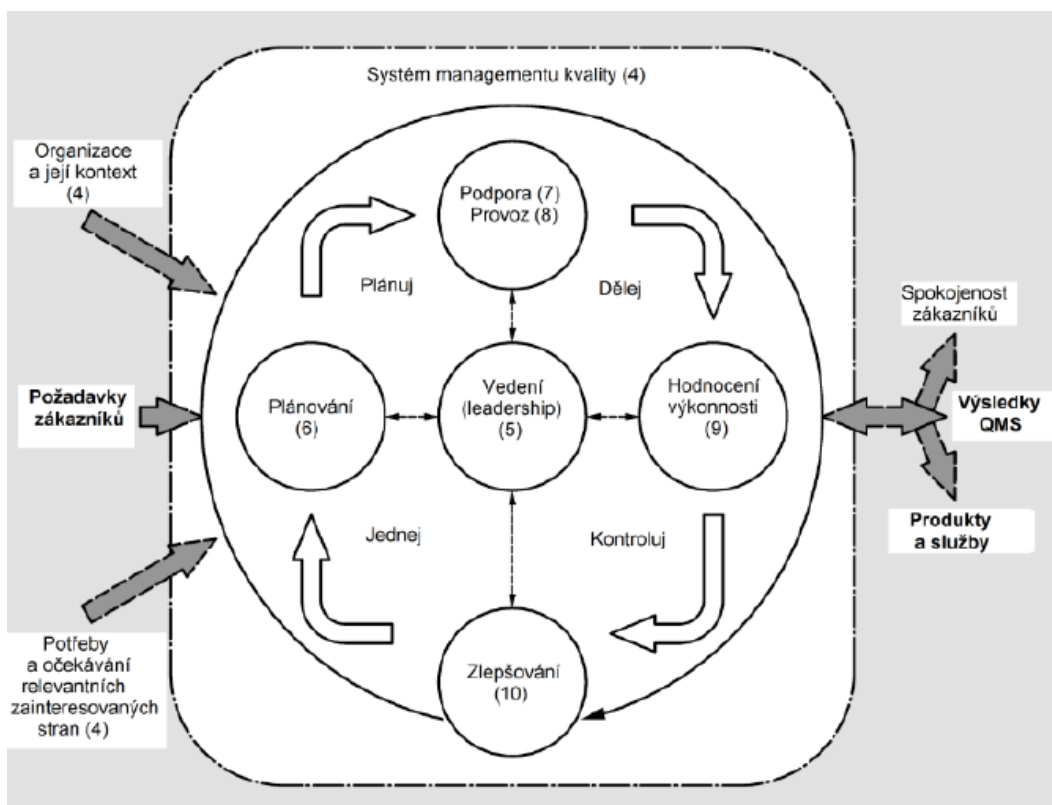 Systém managementu kvality (4)
Organizace
a její kontext
(4)
Podpora (7)
Provoz (8)
Plánuj
Dělej
Spokojenost
zákazníků
Požadavky
zákazníků
Plánování
(6)
Vedení
(leadership)
(5)
Hodnocení
výkonnosti
(9)
Výsledky
QMS
Jednej
Kontroluj
Produkty
a služby
Potřeby
a očekávání
relevantních
zainteresovaných
stran (4)
Zlepšování
(10)